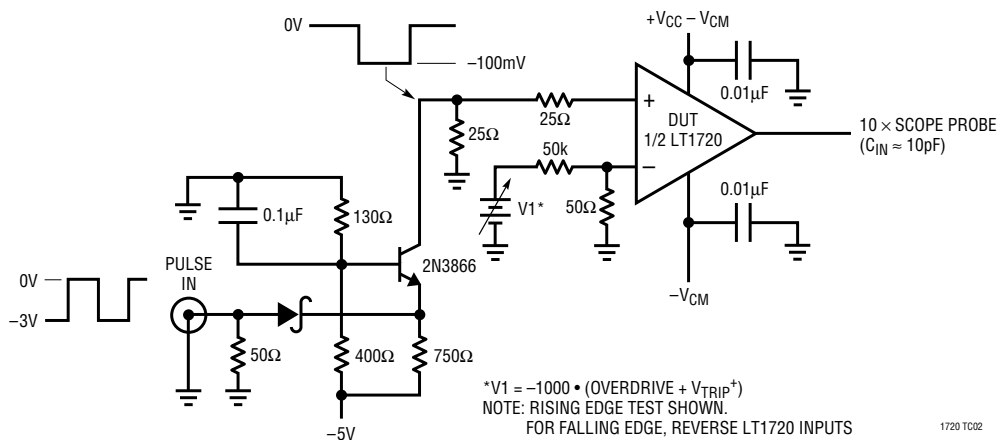 0V
–100mV
+VCC – VCM
0.01µF
25Ω
25Ω
+
DUT
1/2 LT1720
–
10 × SCOPE PROBE
(CIN ≈ 10pF)
50k
V1*
50Ω
0.01µF
–VCM
0.1µF
130Ω
2N3866
PULSE
IN
0V
–3V
50Ω
400Ω
750Ω
–5V
*V1 = –1000 • (OVERDRIVE + VTRIP+)
NOTE: RISING EDGE TEST SHOWN.
FOR FALLING EDGE, REVERSE LT1720 INPUTS
1720 TC02